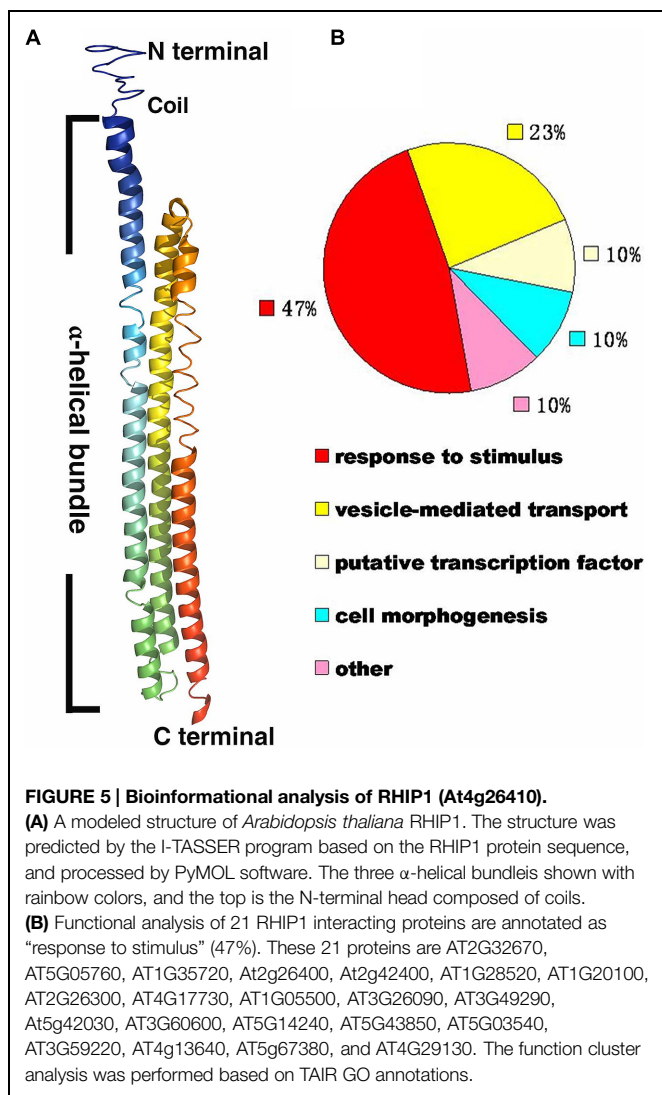 A
B
N terminal
Coil
α-helical bundle
C terminal
23%
10%
10%
10%
47%
response to stimulus
vesicle-mediated transport
putative transcription factor
cell morphogenesis
other
FIGURE 5 | Bioinformational analysis of RHIP1 (At4g26410).
(A) A modeled structure of Arabidopsis thaliana RHIP1. The structure was
predicted by the I-TASSER program based on the RHIP1 protein sequence,
and processed by PyMOL software. The three α-helical bundleis shown with
rainbow colors, and the top is the N-terminal head composed of coils.
(B) Functional analysis of 21 RHIP1 interacting proteins are annotated as
“response to stimulus” (47%). These 21 proteins are AT2G32670,
AT5G05760, AT1G35720, At2g26400, At2g42400, AT1G28520, AT1G20100,
AT2G26300, AT4G17730, AT1G05500, AT3G26090, AT3G49290,
At5g42030, AT3G60600, AT5G14240, AT5G43850, AT5G03540,
AT3G59220, AT4g13640, AT5g67380, and AT4G29130. The function cluster
analysis was performed based on TAIR GO annotations.